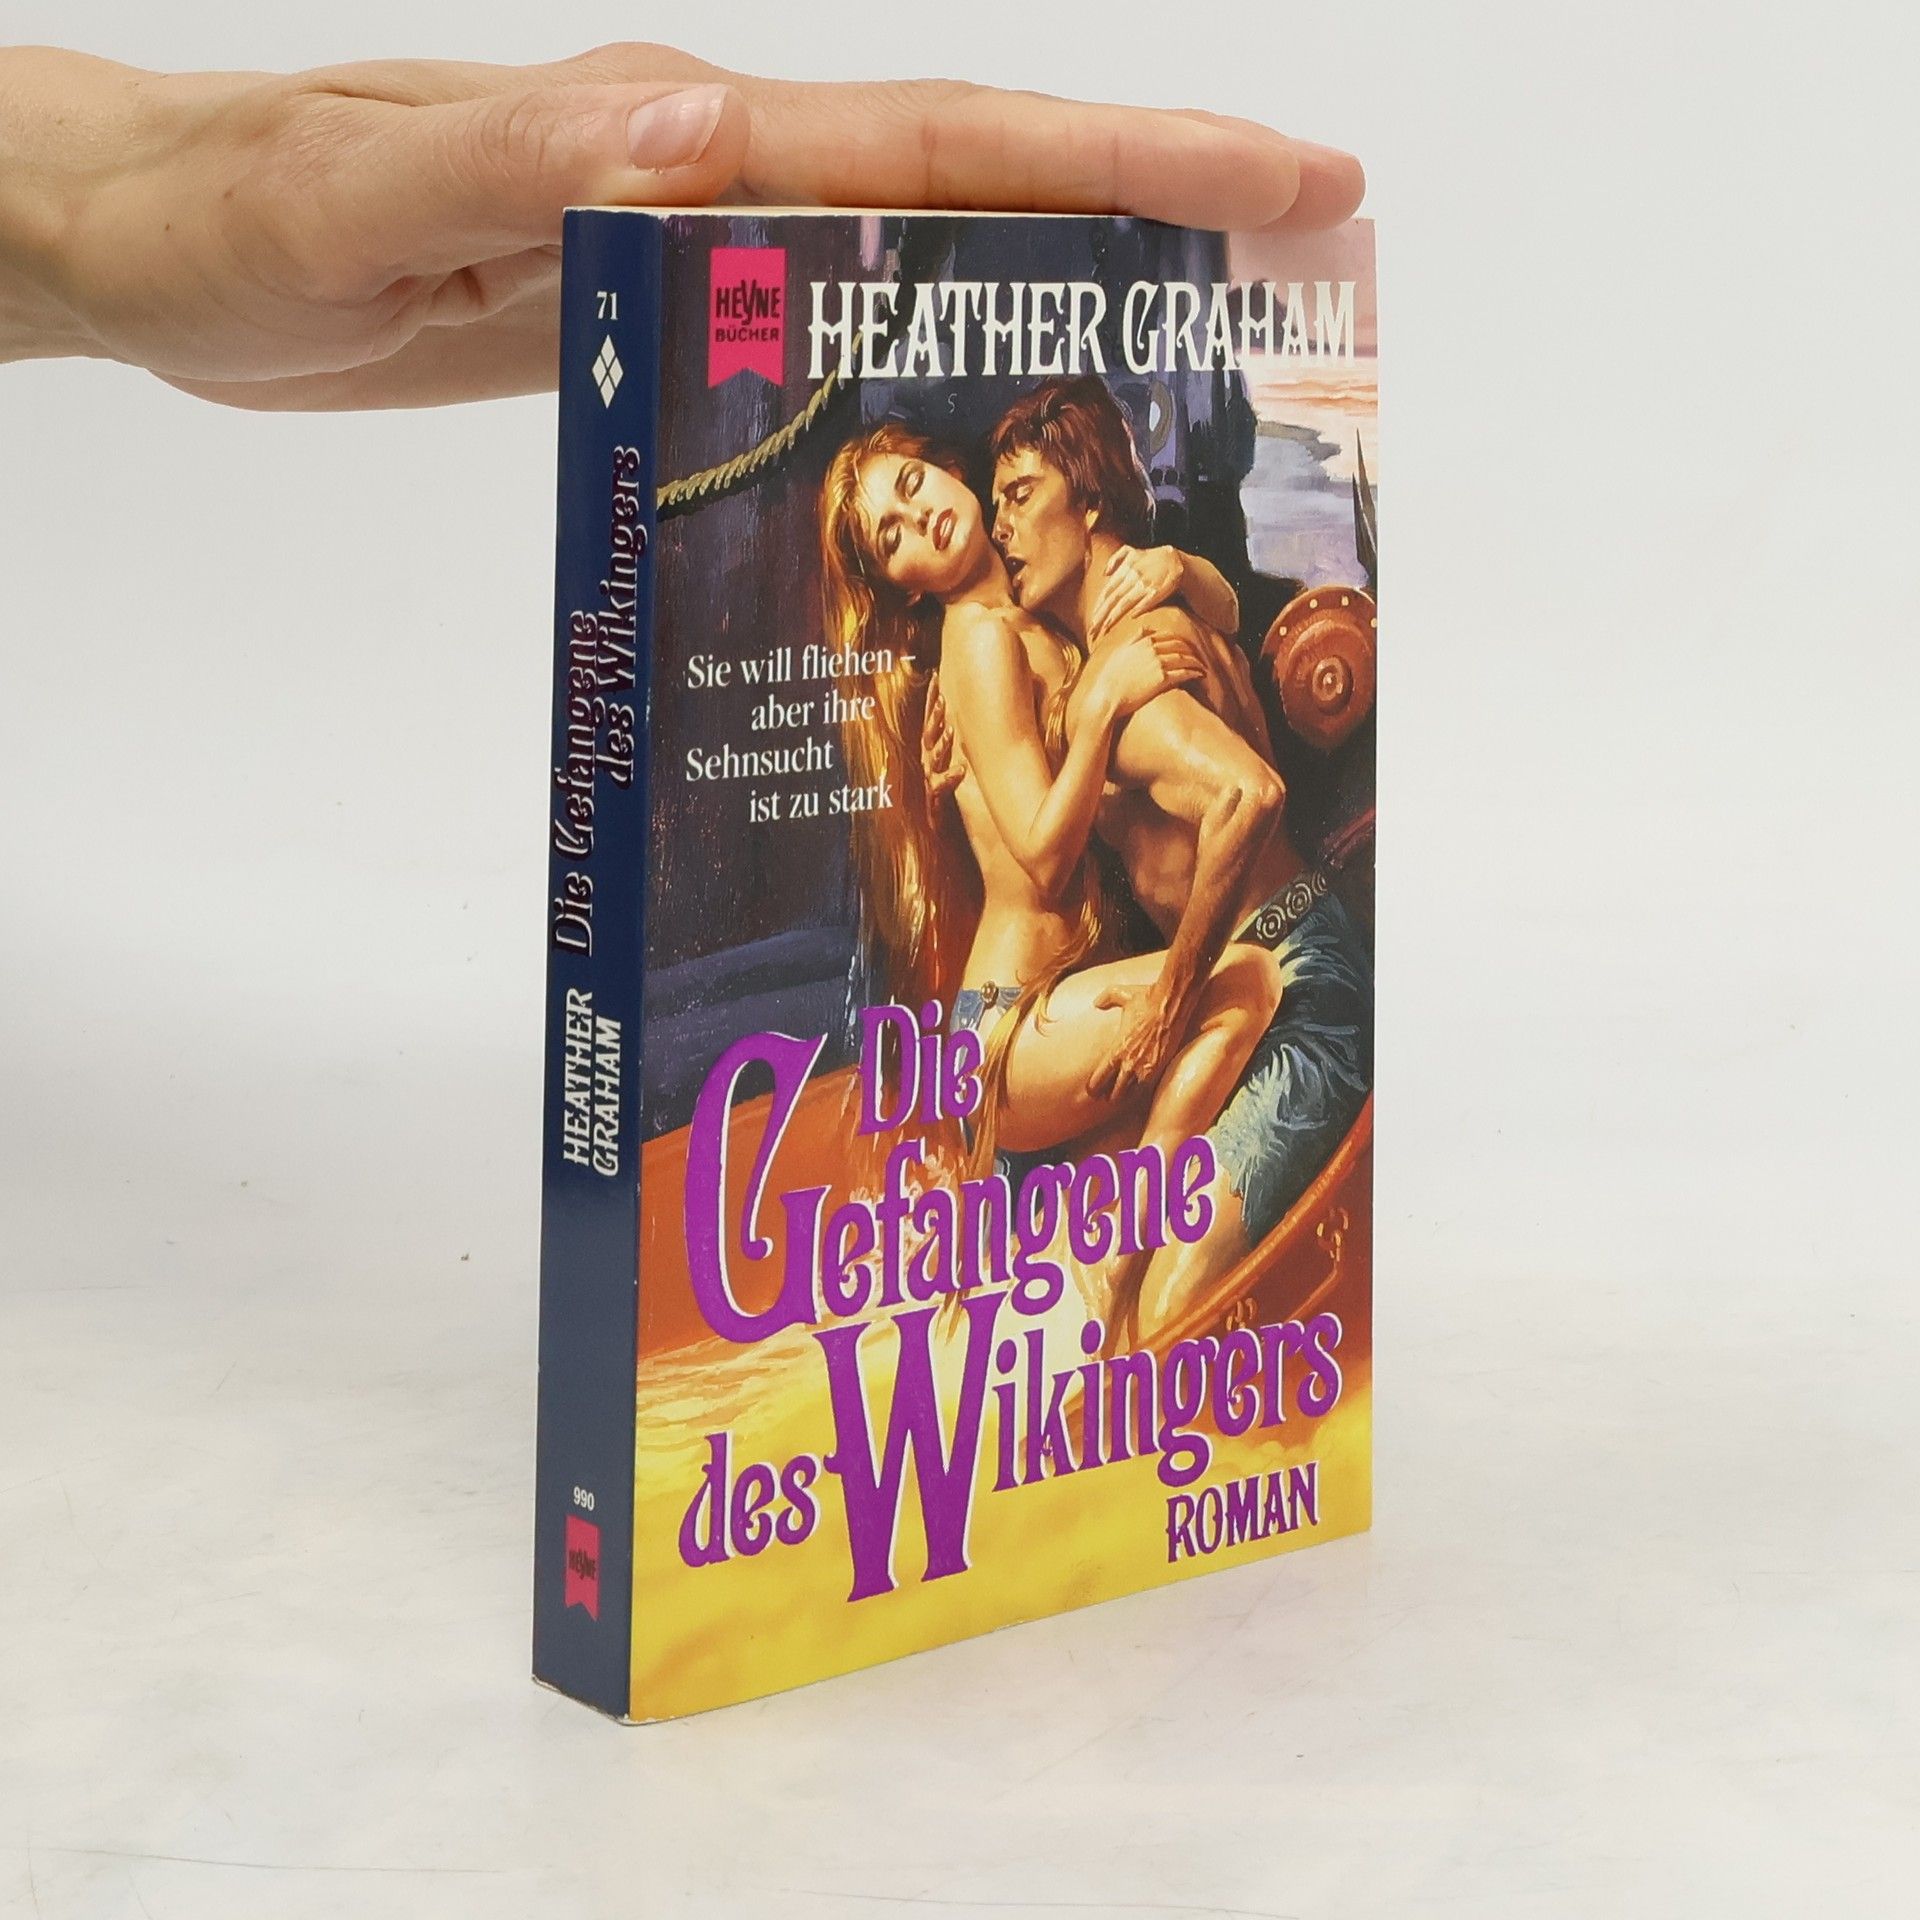 HEYNE
BÜCHER
HEATHER GRAHAM
Sie will fliehen –
aber ihre
Sehnsucht
ist zu stark
Die
Gefangene
des Wikingers
ROMAN
71
Die Gefangene
des Wikingers
HEATHER
GRAHAM
990
HEYNE